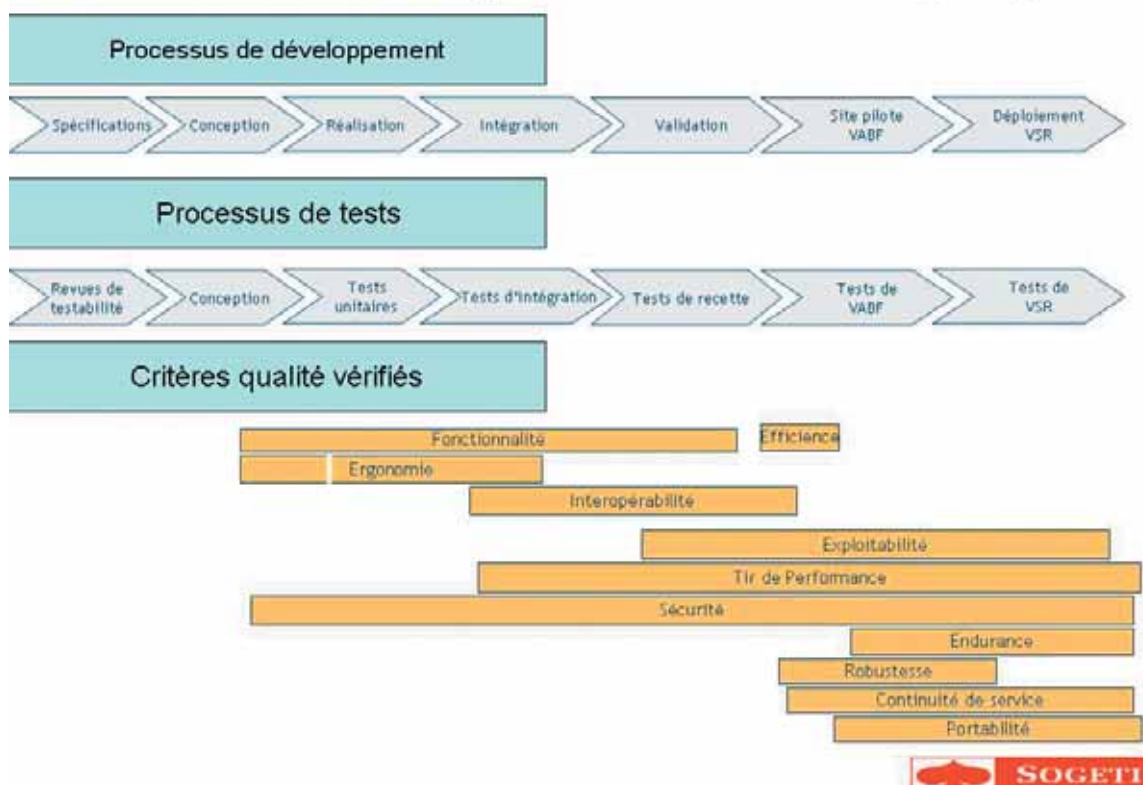 Processus de développement
Spécifications
Conception
Réalisation
Intégration
Validation
Site pilote
VABF
Déploiement
VSR
Processus de tests
Revues de
testabilité
Conception
Tests
unitaires
Tests d'intégration
Tests de recette
Tests de
VABF
Tests de
VSR
Critères qualité vérifiés
Fonctionnalité
Efficience
Ergonomie
Interopérabilité
Exploitabilité
Tir de Performance
Sécurité
Endurance
Robustesse
Continuité de service
Portabilité
SOGETI